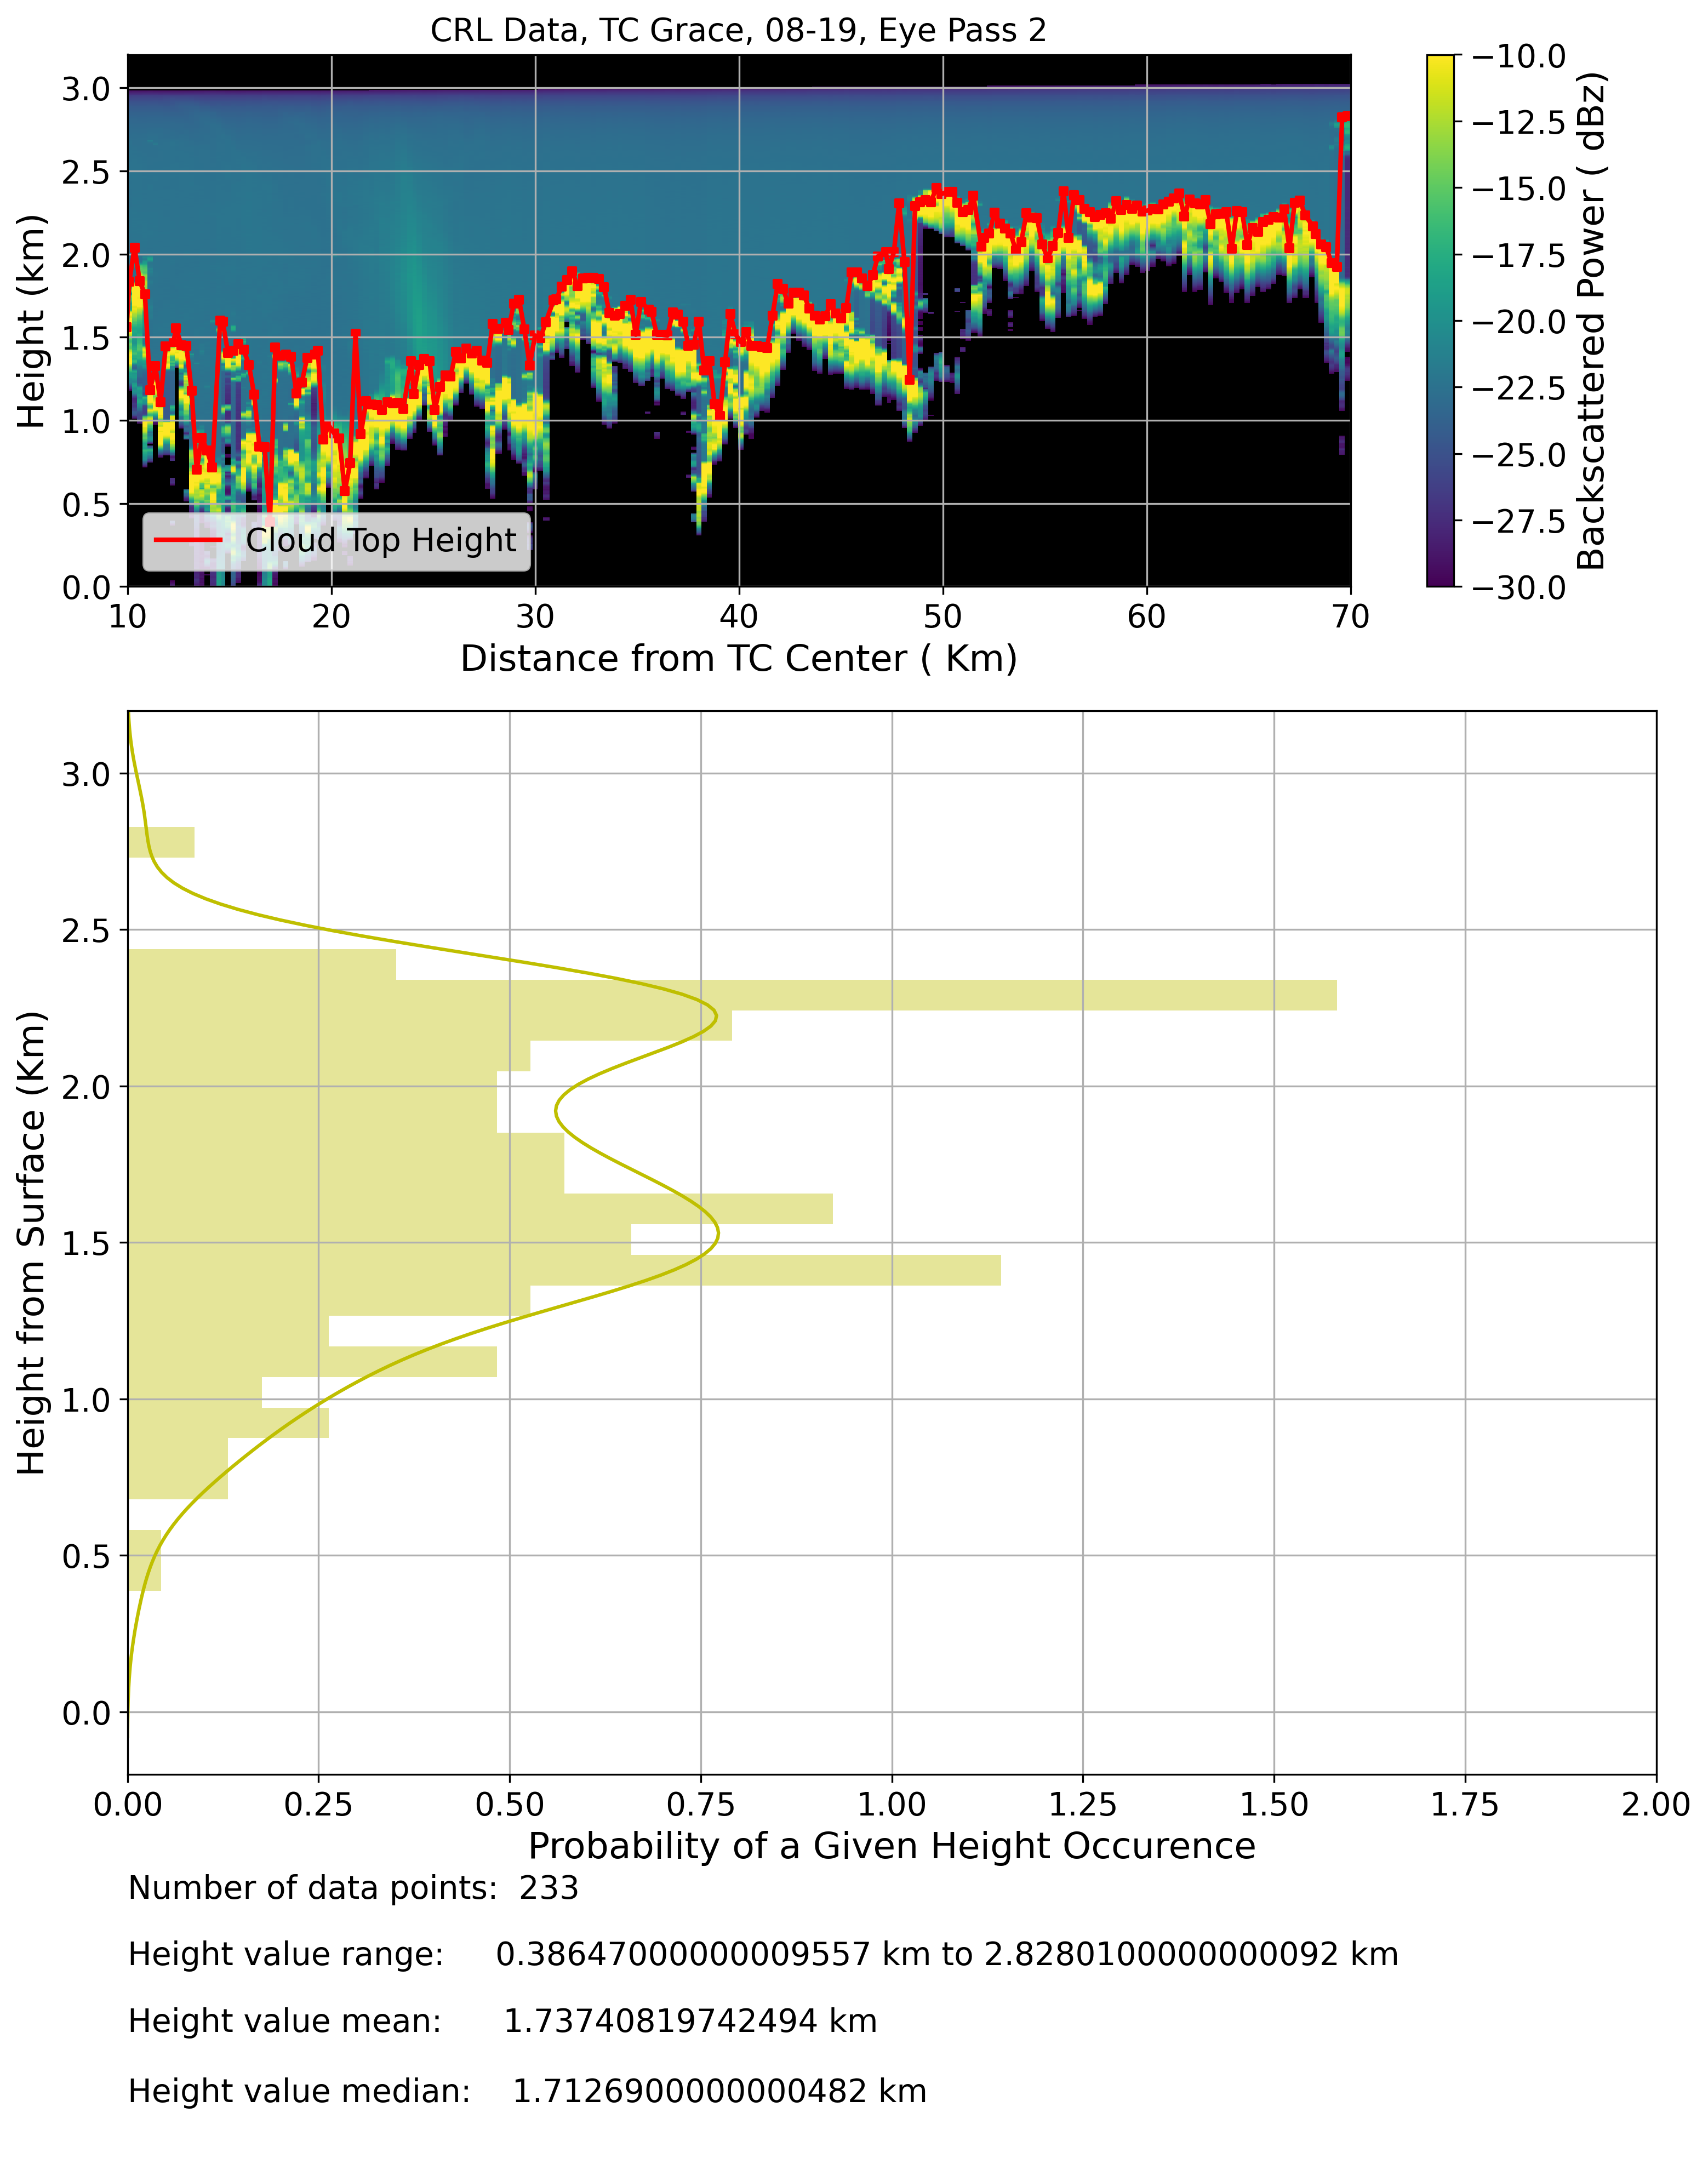 CRL Data, TC Grace, 08-19, Eye Pass 2
Height (km)
3.0
2.5
2.0
1.5
1.0
0.5
0.0
Cloud Top Height
10 20 30 40 50 60 70
Distance from TC Center ( Km)
−10.0
−12.5
−15.0
−17.5
−20.0
−22.5
−25.0
−27.5
−30.0
Backscattered Power ( dBz)
Height from Surface (Km)
3.0
2.5
2.0
1.5
1.0
0.5
0.0
0.00 0.25 0.50 0.75 1.00 1.25 1.50 1.75 2.00
Probability of a Given Height Occurence
Number of data points: 233
Height value range: 0.38647000000009557 km to 2.8280100000000092 km
Height value mean: 1.73740819742494 km
Height value median: 1.7126900000000482 km